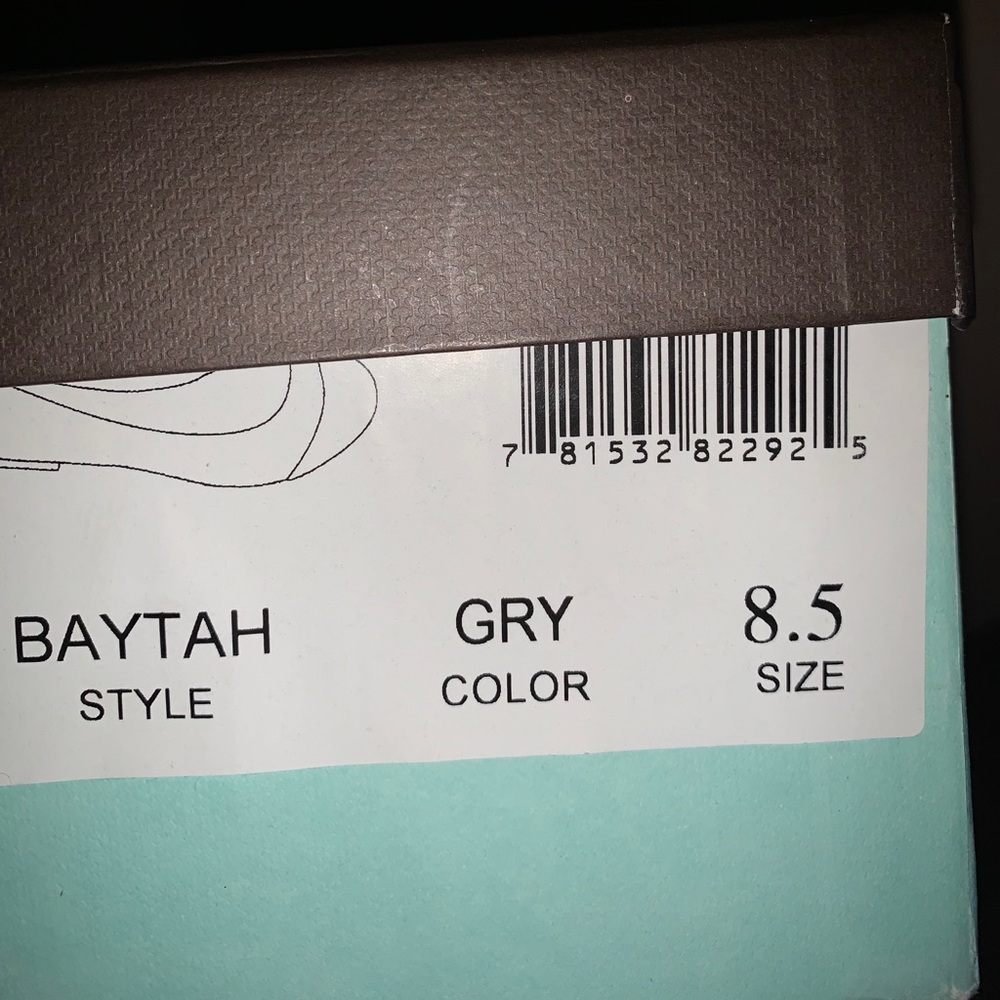 7 81532 82292 5
BAYTAH GRY 8.5
STYLE COLOR SIZE